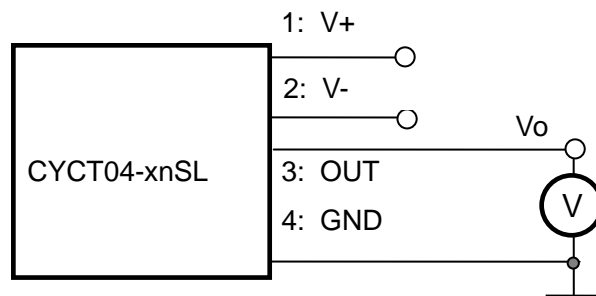 1: V+
2: V-
Vo
CYCT04-xnSL
3: OUT
V
4: GND